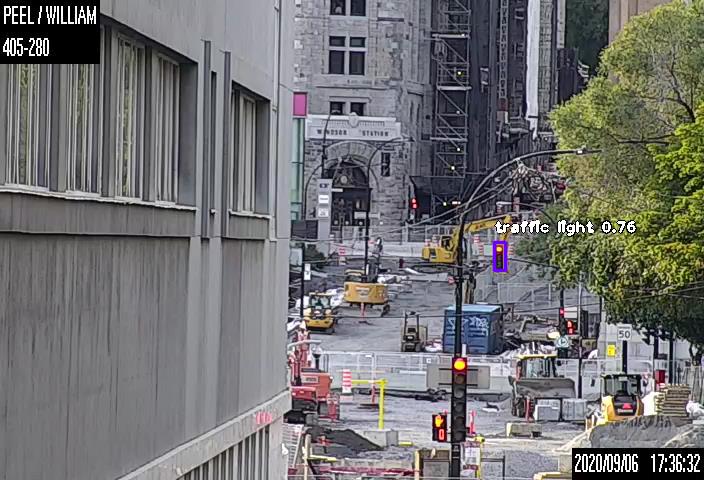 PEEL / WILLIAM
405-280
WINDSOR STATION
traffic light 0.76
50
2020/09/06 17:36:32